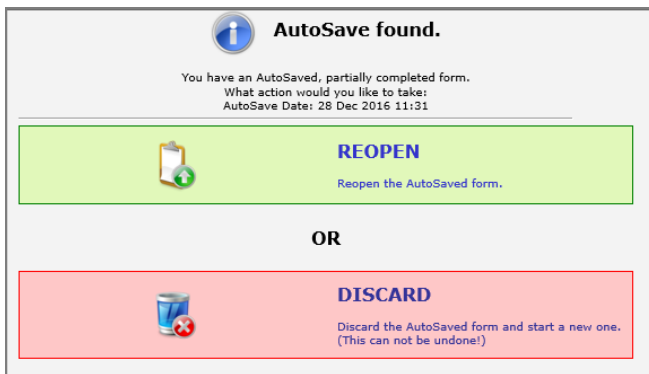 AutoSave found.
You have an AutoSaved, partially completed form.
What action would you like to take:
AutoSave Date: 28 Dec 2016 11:31
REOPEN
Reopen the AutoSaved form.
OR
DISCARD
Discard the AutoSaved form and start a new one.
(This can not be undone!)